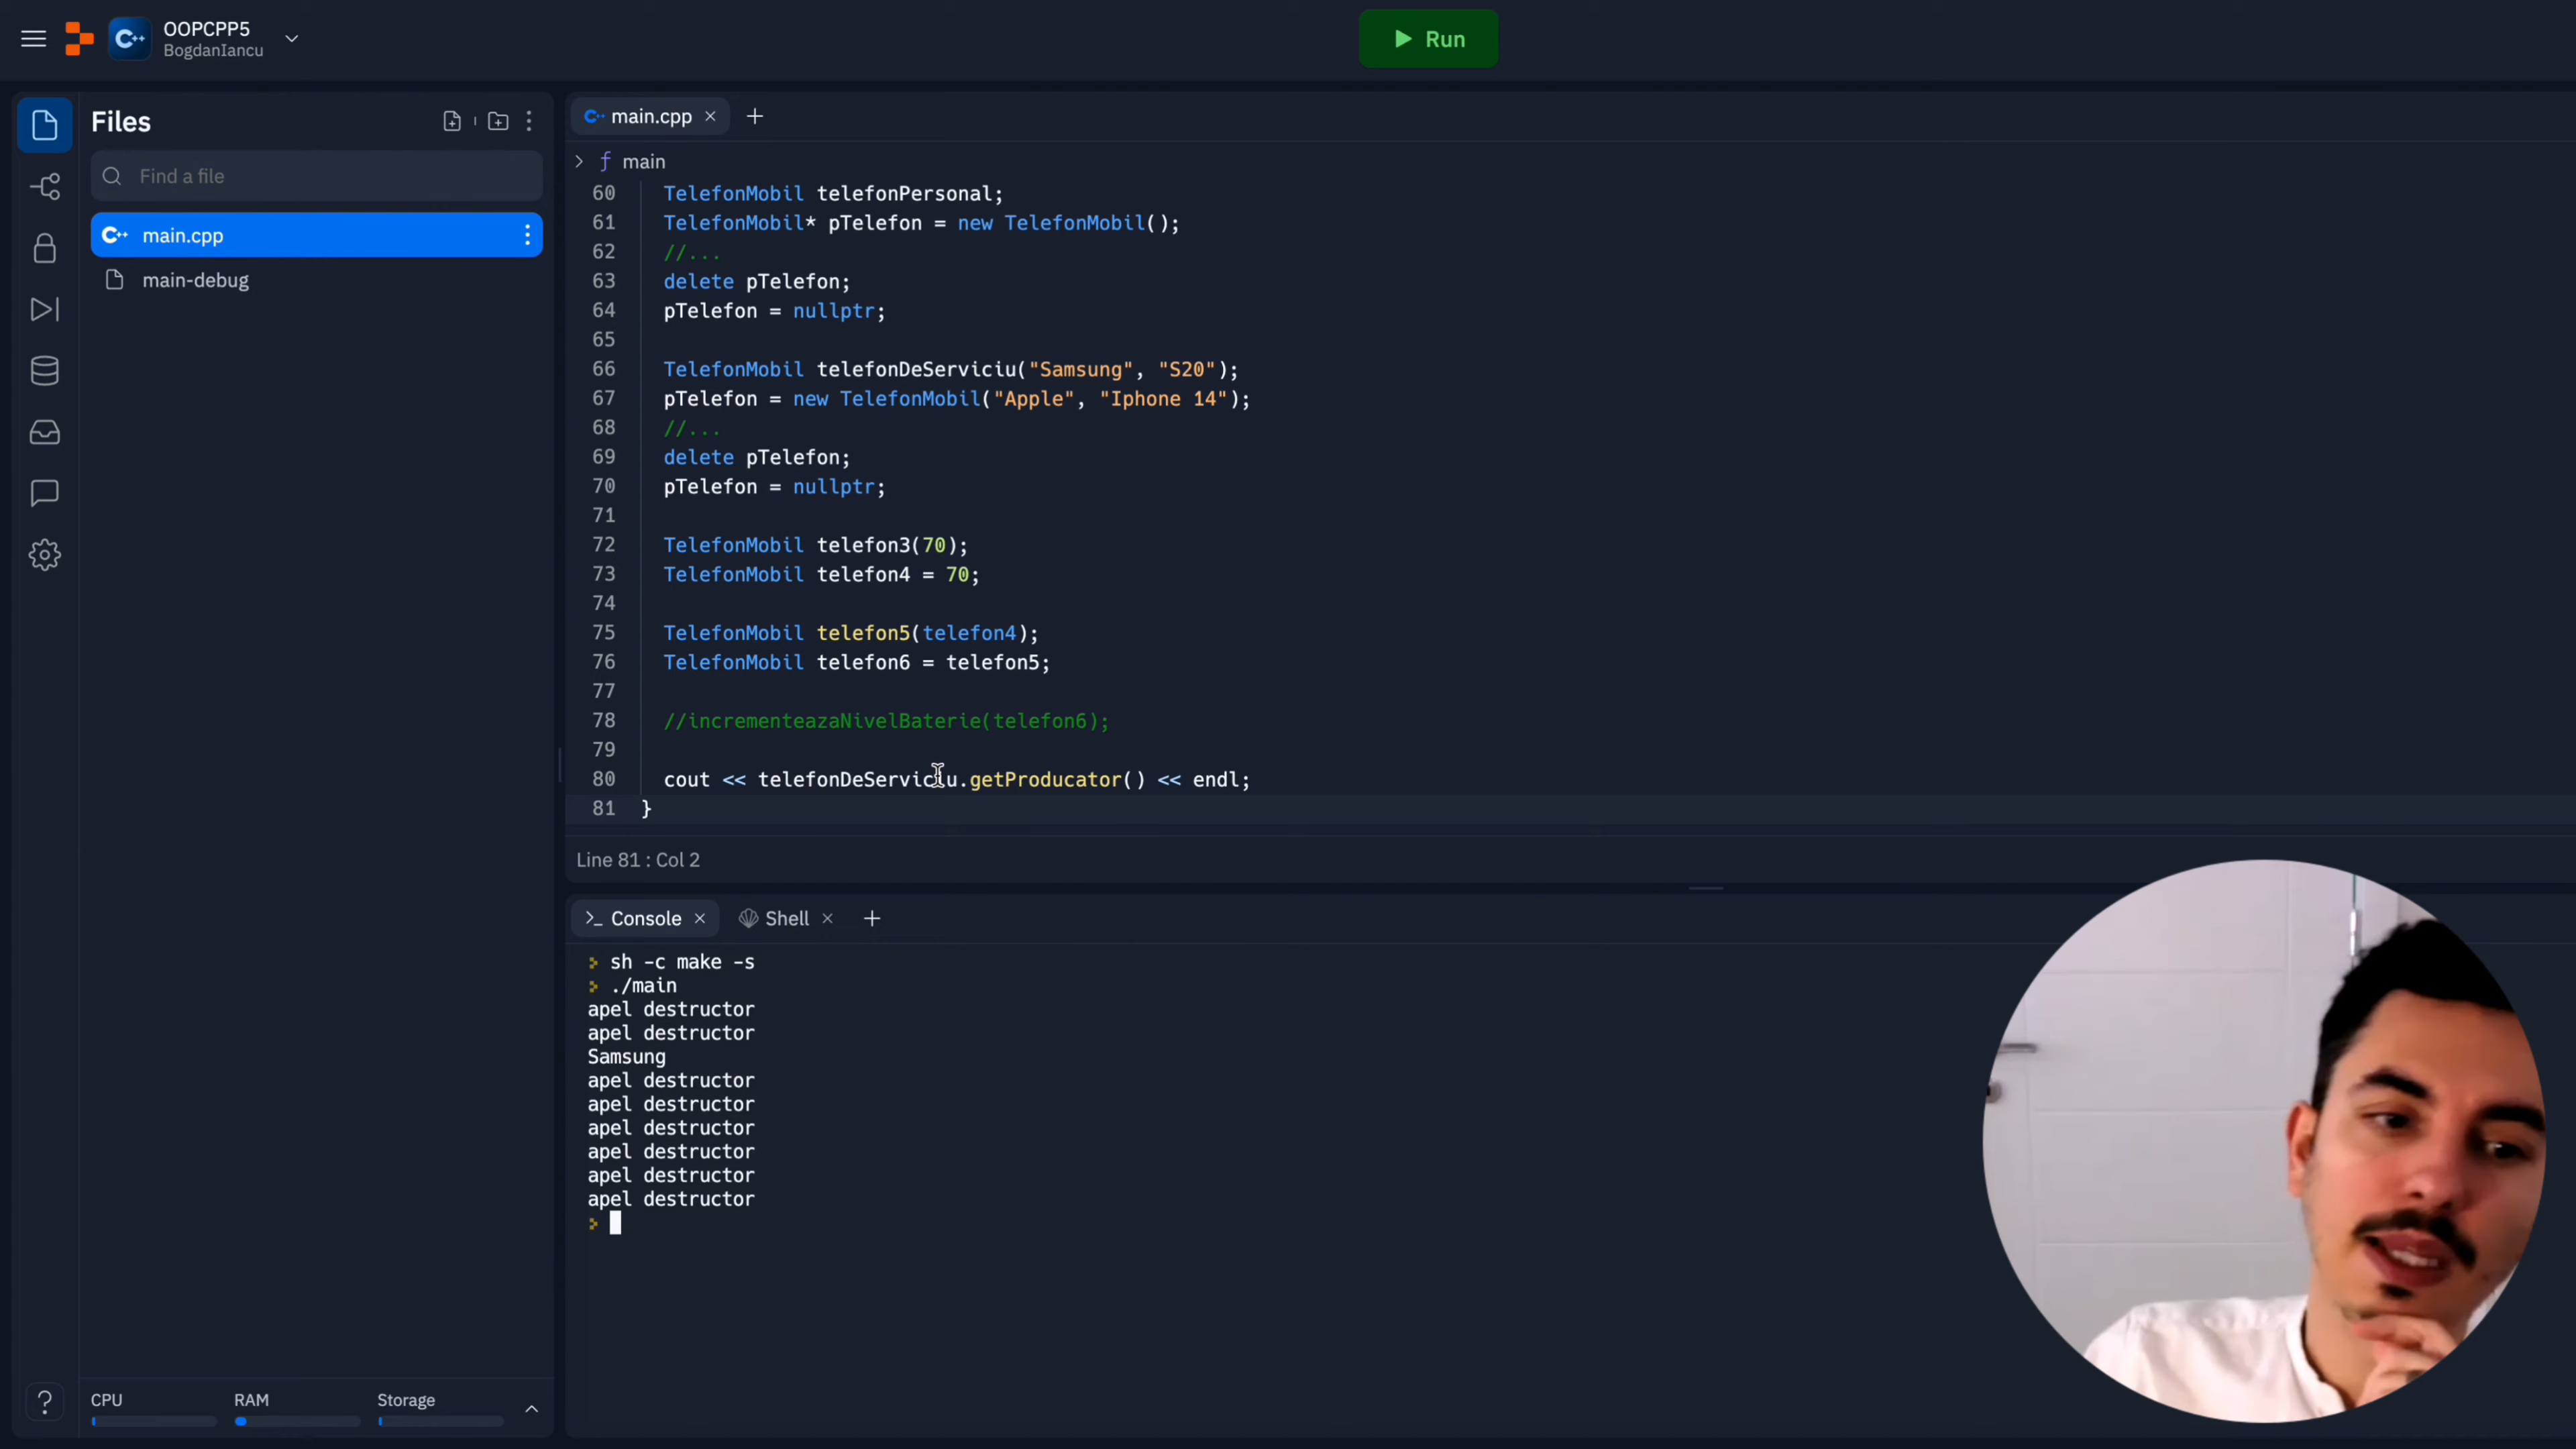 OOPCPP5
BogdanIancu
Run
Files
Find a file
main.cpp
main-debug
CPU
RAM
Storage
main.cpp
main
60 TelefonMobil telefonPersonal;
61 TelefonMobil* pTelefon = new TelefonMobil();
62 //...
63 delete pTelefon;
64 pTelefon = nullptr;
65
66 TelefonMobil telefonDeServiciu("Samsung", "S20");
67 pTelefon = new TelefonMobil("Apple", "Iphone 14");
68 //...
69 delete pTelefon;
70 pTelefon = nullptr;
71
72 TelefonMobil telefon3(70);
73 TelefonMobil telefon4 = 70;
74
75 TelefonMobil telefon5(telefon4);
76 TelefonMobil telefon6 = telefon5;
77
78 //incrementeazaNivelBaterie(telefon6);
79
80 cout << telefonDeServiciu.getProducator() << endl;
81 }
Line 81 : Col 2
Console
Shell
sh -c make -s
./main
apel destructor
apel destructor
Samsung
apel destructor
apel destructor
apel destructor
apel destructor
apel destructor
apel destructor